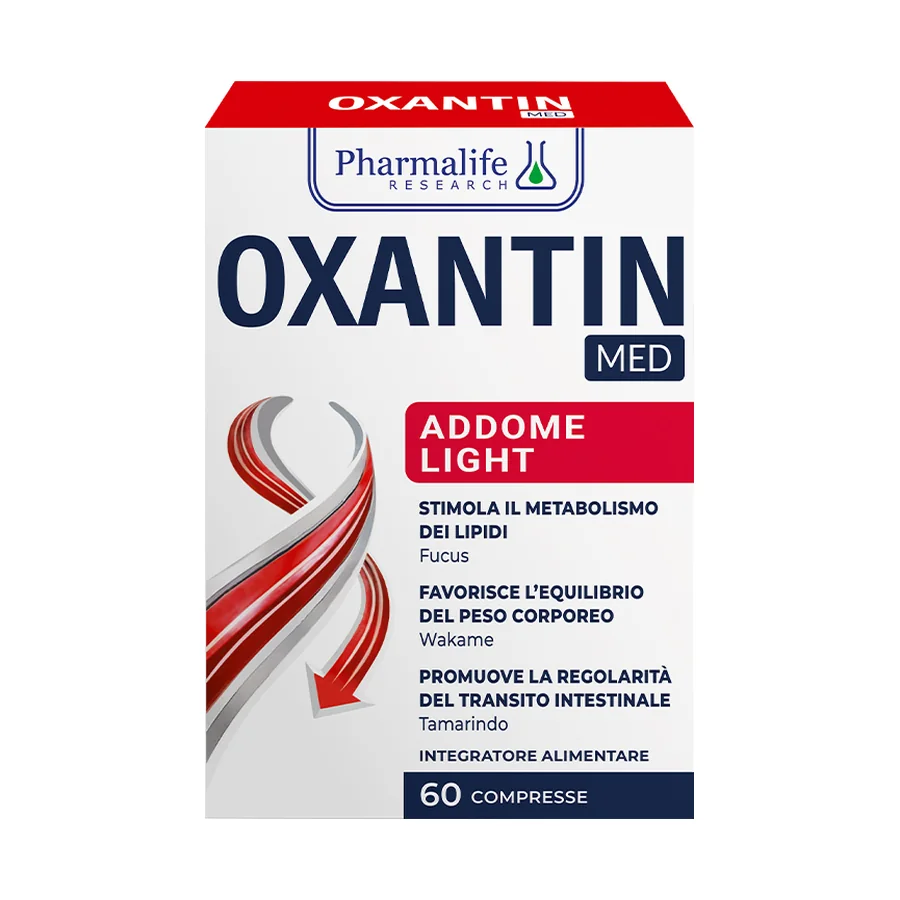 OXANTIN
MED
Pharmalife
RESEARCH
OXANTIN
MED
ADDOME
LIGHT
STIMOLA IL METABOLISMO
DEI LIPIDI
Fucus
FAVORISCE L'EQUILIBRIO
DEL PESO CORPOREO
Wakame
PROMUOVE LA REGOLARITÀ
DEL TRANSITO INTESTINALE
Tamarindo
INTEGRATORE ALIMENTARE
60 COMPRESSE